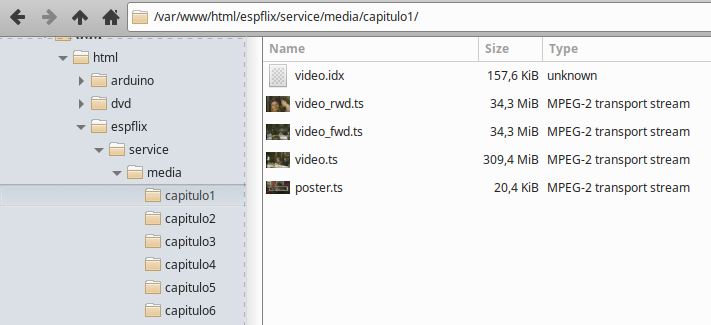 /var/www/html/espflix/service/media/capitulo1/
html
arduino
dvd
espflix
service
media
capitulo1
capitulo2
capitulo3
capitulo4
capitulo5
capitulo6
Name Size Type
video.idx 157,6 KiB unknown
video_rwd.ts 34,3 MiB MPEG-2 transport stream
video_fwd.ts 34,3 MiB MPEG-2 transport stream
video.ts 309,4 MiB MPEG-2 transport stream
poster.ts 20,4 KiB MPEG-2 transport stream